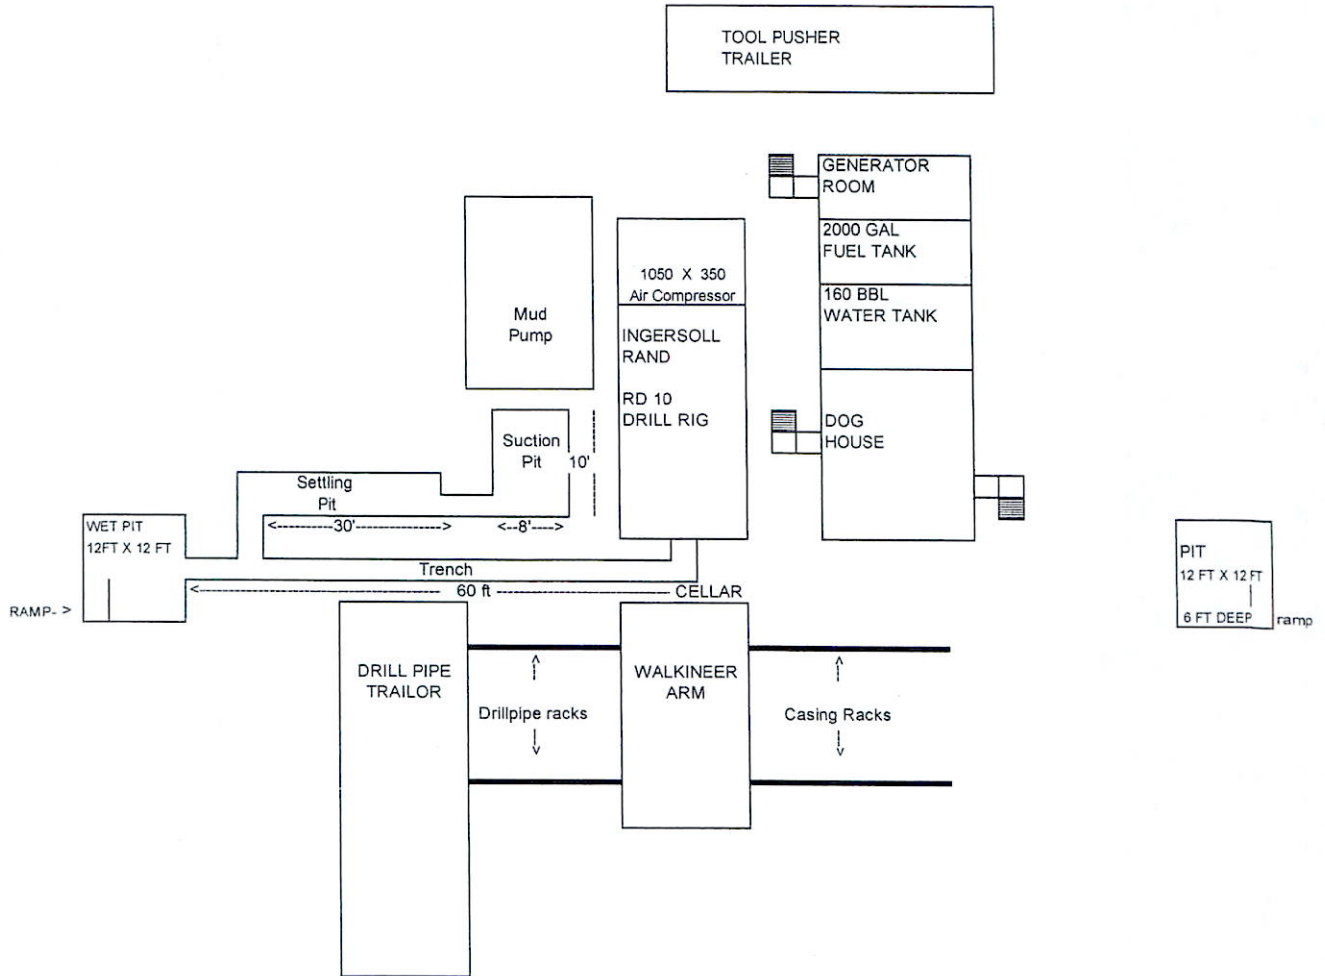 TOOL PUSHER
TRAILER
GENERATOR
ROOM
2000 GAL
FUEL TANK
160 BBL
WATER TANK
DOG
HOUSE
1050 X 350
Air Compressor
INGERSOLL
RAND
RD 10
DRILL RIG
Mud
Pump
Suction
Pit
10'
Settling
Pit
<---------30'--------------->
<--8'---->
WET PIT
12FT X 12 FT
RAMP- >
Trench
<-------------------------- 60 ft ----------------CELLAR
PIT
12 FT X 12 FT
6 FT DEEP
ramp
DRILL PIPE
TRAILOR
Drillpipe racks
WALKINEER
ARM
Casing Racks